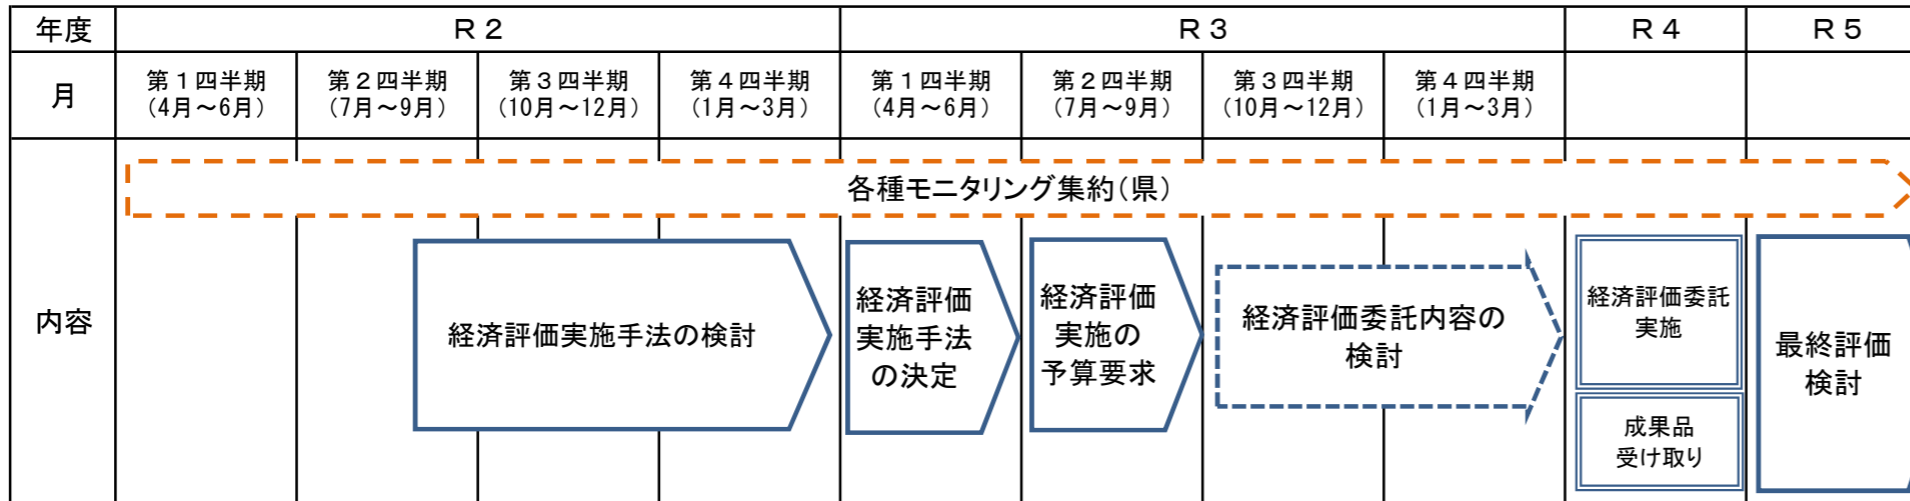 年度
R２
R３
R４
R５
月
第１四半期
(4月～6月)
第２四半期
(7月～9月)
第３四半期
(10月～12月)
第４四半期
(1月～3月)
第１四半期
(4月～6月)
第２四半期
(7月～9月)
第３四半期
(10月～12月)
第４四半期
(1月～3月)
内容
各種モニタリング集約(県)
経済評価実施手法の検討
経済評価
実施手法
の決定
経済評価
実施の
予算要求
経済評価委託内容の
検討
経済評価委託
実施
成果品
受け取り
最終評価
検討